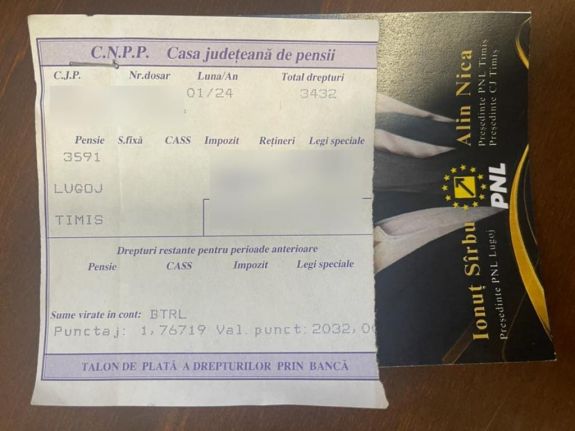 C.N.P.P. Casa județeană de pensii
C.J.P. Nr.dosar Luna/An Total drepturi
01/24 3432
Pensie S.fixă CASS Impozit Rețineri Legi speciale
3591
LUGOJ
TIMIS
Drepturi restante pentru perioade anterioare
Pensie CASS Impozit Legi speciale
Sume virate in cont: BTRL
Punctaj: 1,76719 Val.punct:2032,0
TALON DE PLATĂ A DREPTURILOR PRIN BANCĂ
Ionuț Sîrbu
Președinte PNL Lugoj
Alin Nica
Președinte PNL Timiș
Președinte CJ Timiș
PNL